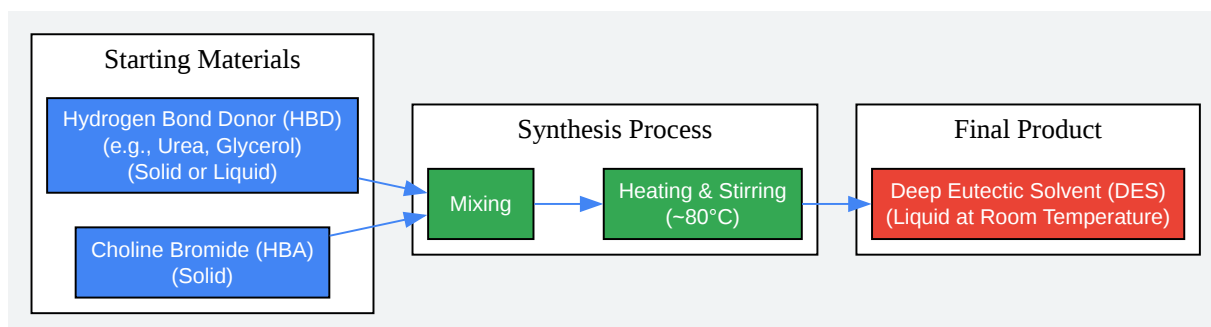 Starting Materials
Hydrogen Bond Donor (HBD)
(e.g., Urea, Glycerol)
(Solid or Liquid)
Choline Bromide (HBA)
(Solid)
Synthesis Process
Mixing
Heating & Stirring
(~80°C)
Final Product
Deep Eutectic Solvent (DES)
(Liquid at Room Temperature)